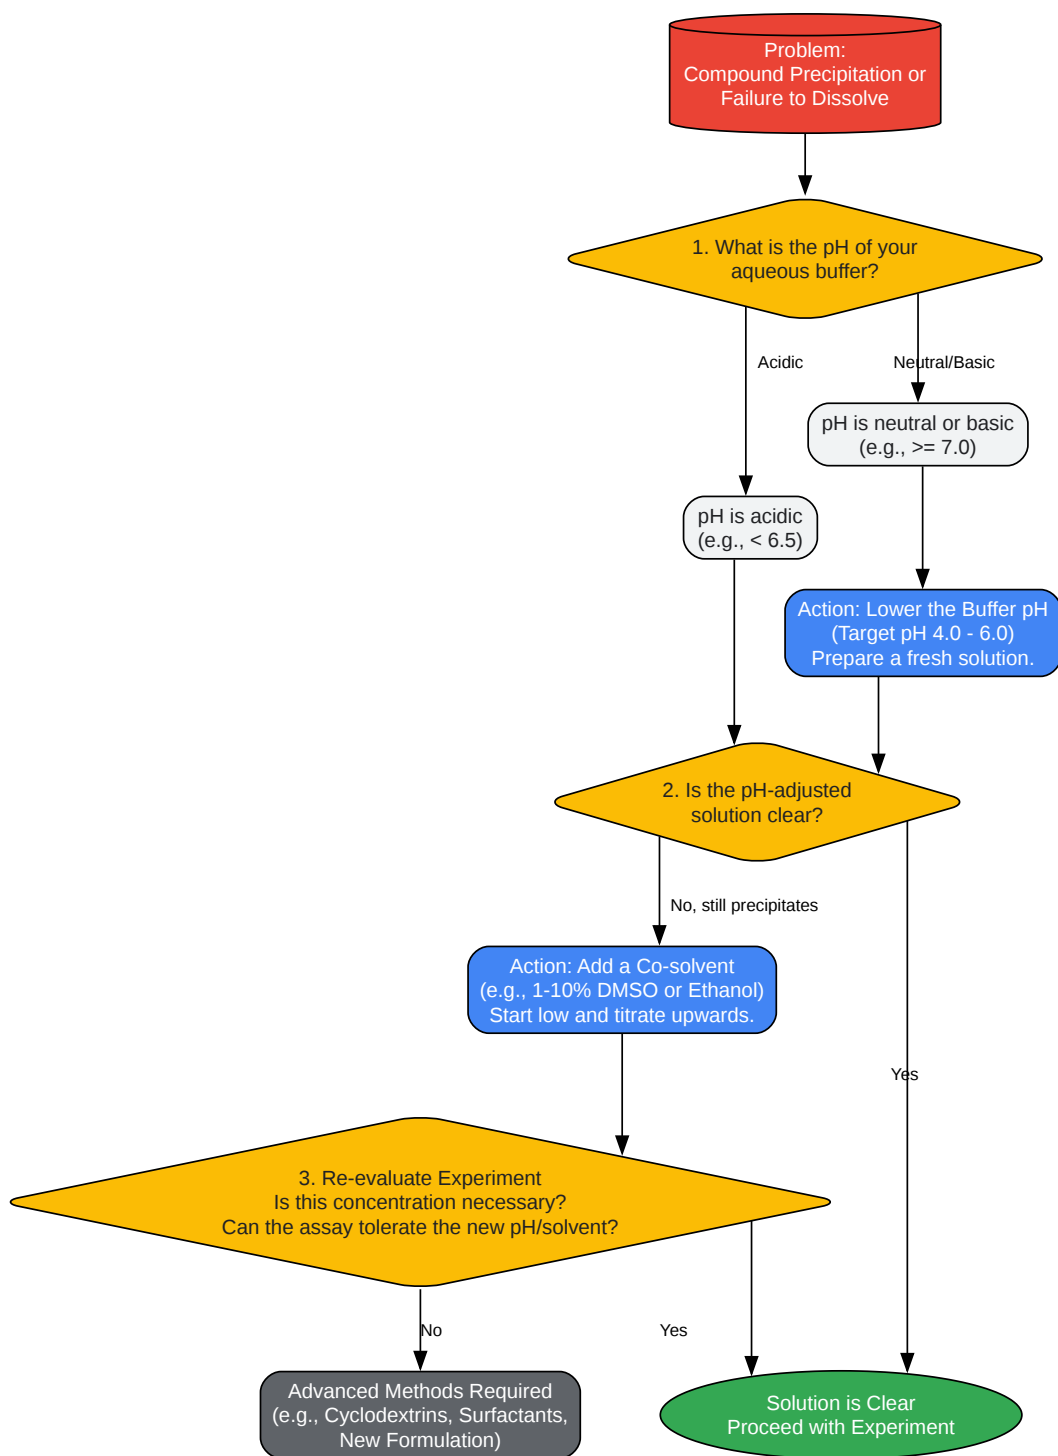 Problem:
Compound Precipitation or
Failure to Dissolve
1. What is the pH of your
aqueous buffer?
Acidic
Neutral/Basic
pH is neutral or basic
(e.g., >= 7.0)
pH is acidic
(e.g., < 6.5)
Action: Lower the Buffer pH
(Target pH 4.0 - 6.0)
Prepare a fresh solution.
2. Is the pH-adjusted
solution clear?
No, still precipitates
Action: Add a Co-solvent
(e.g., 1-10% DMSO or Ethanol)
Start low and titrate upwards.
Yes
3. Re-evaluate Experiment
Is this concentration necessary?
Can the assay tolerate the new pH/solvent?
No
Yes
Advanced Methods Required
(e.g., Cyclodextrins, Surfactants,
New Formulation)
Solution is Clear
Proceed with Experiment